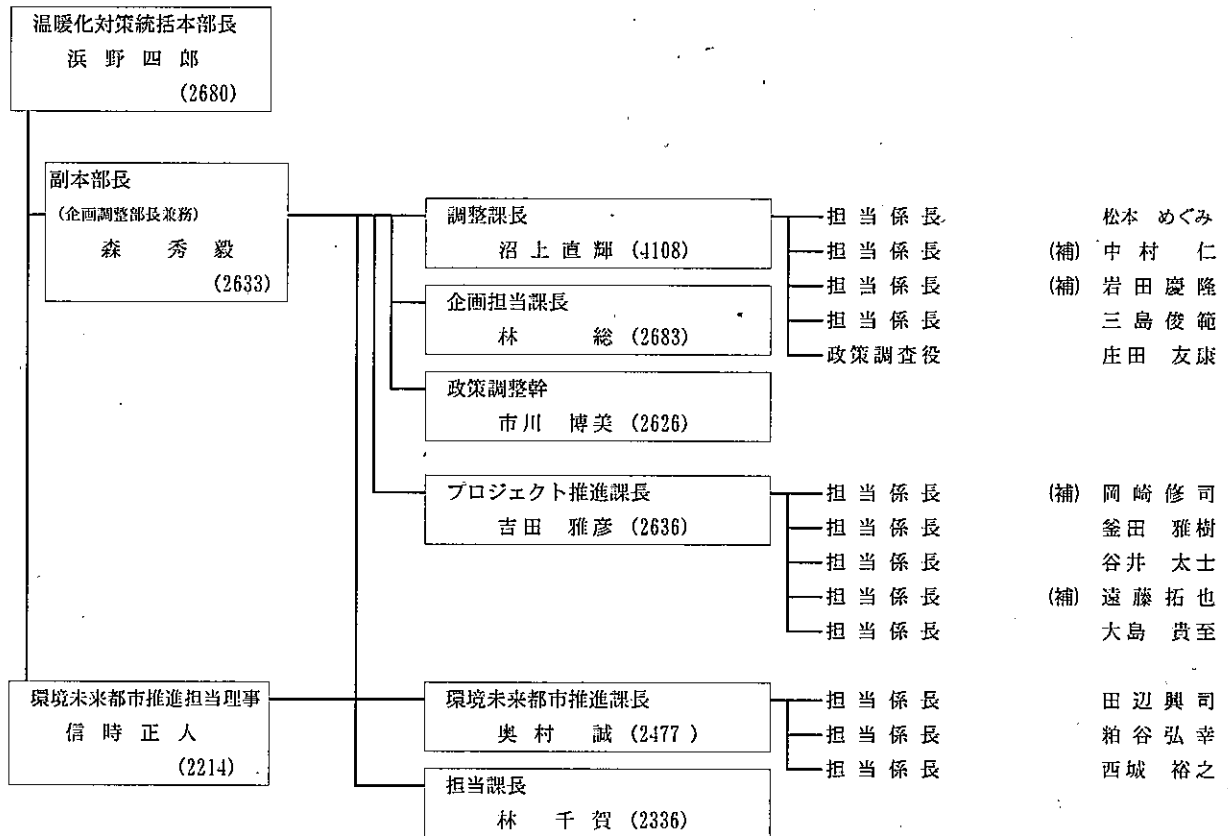 温暖化対策統括本部長
浜野四郎
(2680)
副本部長
(企画調整部長兼務)
森 秀毅
(2633)
調整課長
沼上直輝 (4108)
担当係長 松本 めぐみ
担当係長 (補) 中村 仁
担当係長 (補) 岩田慶隆
担当係長 三島俊範
政策調査役 庄田 友康
企画担当課長
林 総 (2683)
政策調整幹
市川 博美 (2626)
プロジェクト推進課長
吉田 雅彦 (2636)
担当係長 (補) 岡崎修司
担当係長 釜田 雅樹
担当係長 谷井 太士
担当係長 (補) 遠藤拓也
担当係長 大島 貴至
環境未来都市推進担当理事
信時正人
(2214)
環境未来都市推進課長
奥村 誠 (2477 )
担当係長 田辺興司
担当係長 粕谷弘幸
担当係長 西城 裕之
担当課長
林 千賀 (2336)